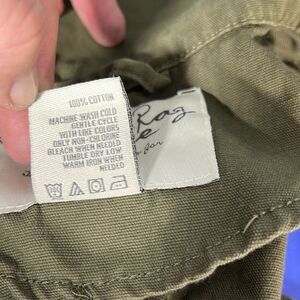 100% COTTON
MACHINE WASH COLD
GENTLE CYCLE
WITH LIKE COLORS
ONLY NON-CHLORINE
BLEACH WHEN NEEDED
TUMBLE DRY LOW
WARM IRON WHEN
NEEDED
Rag